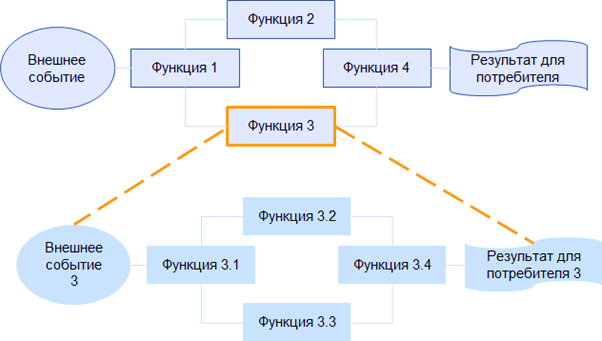 Функция 2
Внешнее
событие
Функция 1
Функция 4
Результат для
потребителя
Функция 3
Внешнее
событие
3
Функция 3.2
Функция 3.1
Функция 3.4
Результат для
потребителя 3
Функция 3.3